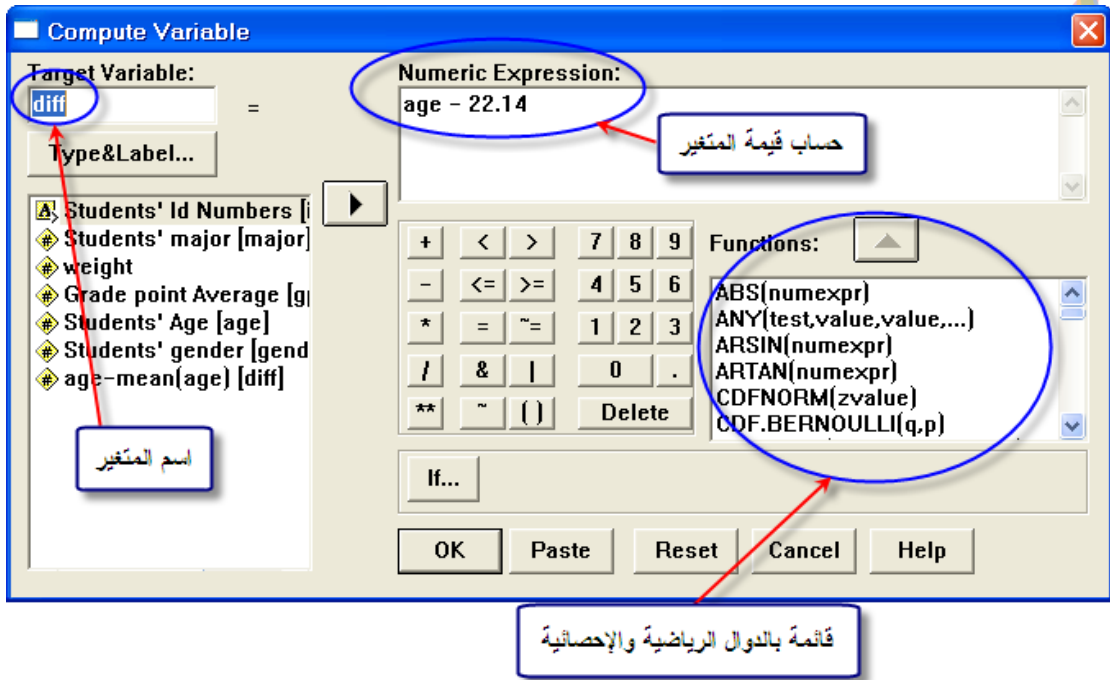 Compute Variable
Target Variable:
diff
=
Type&Label...
Numeric Expression:
age - 22.14
حساب قيمة المتغير
Students' Id Numbers [i
Students' major [major]
weight
Grade point Average [g
Students' Age [age]
Students' gender [gend
age-mean(age) [diff]
اسم المتغير
+ < > 7 8 9
- <= >= 4 5 6
* = ~= 1 2 3
/ & | 0 .
** ~ () Delete
Functions:
ABS(numexpr)
ANY(test,value,value,...)
ARSIN(numexpr)
ARTAN(numexpr)
CDFNORM(zvalue)
CDF.BERNOULLI(q,p)
If...
OK Paste Reset Cancel Help
قائمة بالدوال الرياضية والإحصائية